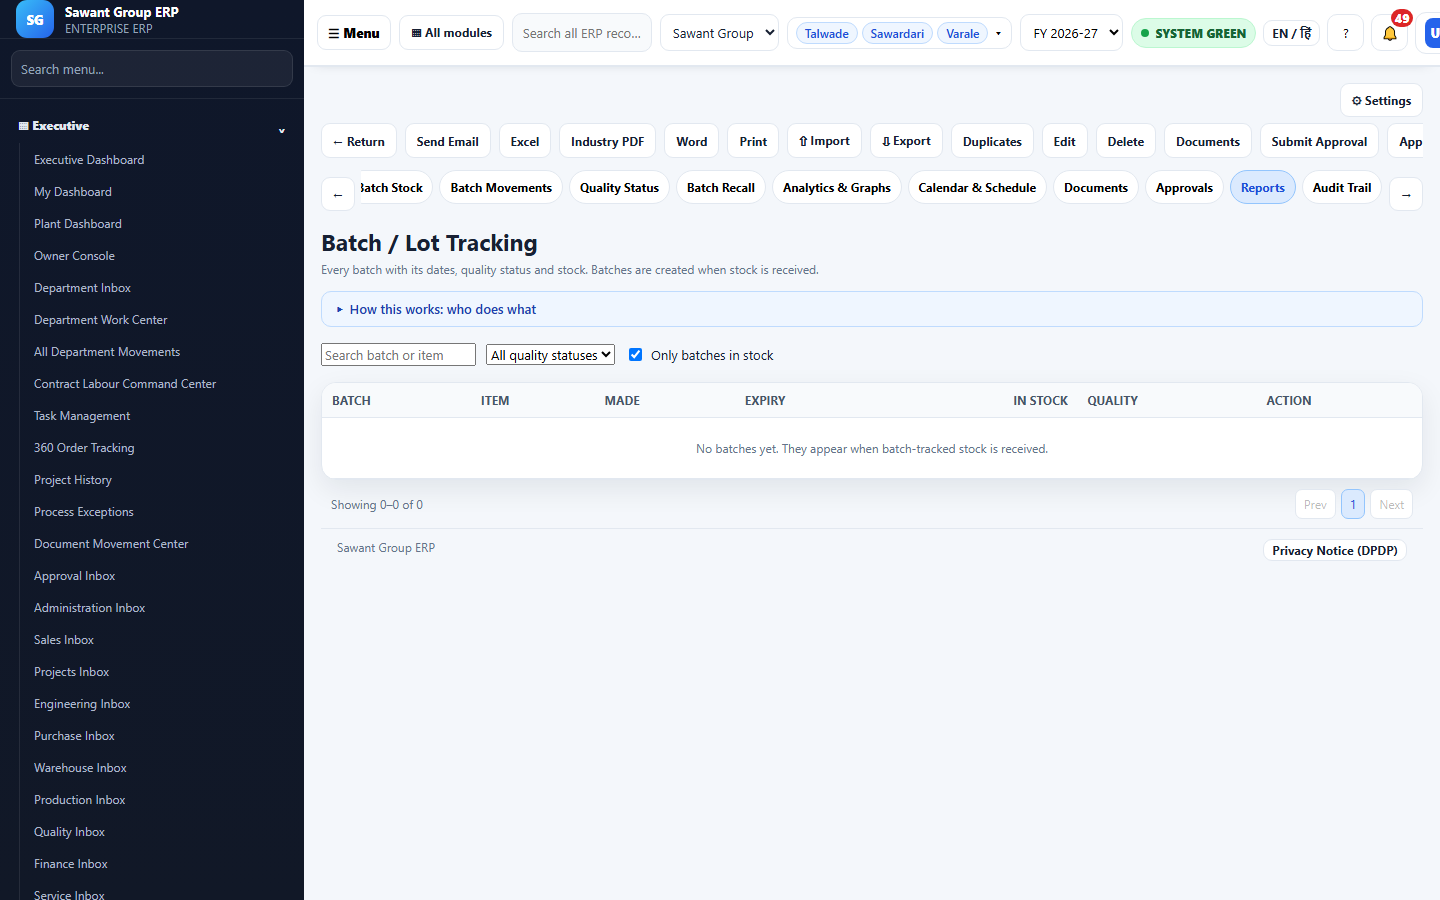 SG
Sawant Group ERP
ENTERPRISE ERP
Search menu...
Executive
Executive Dashboard
My Dashboard
Plant Dashboard
Owner Console
Department Inbox
Department Work Center
All Department Movements
Contract Labour Command Center
Task Management
360 Order Tracking
Project History
Process Exceptions
Document Movement Center
Approval Inbox
Administration Inbox
Sales Inbox
Projects Inbox
Engineering Inbox
Purchase Inbox
Warehouse Inbox
Production Inbox
Quality Inbox
Finance Inbox
Service Inbox
☰ Menu
All modules
Search all ERP reco...
Sawant Group
Talwade
Sawardari
Varale
FY 2026-27
SYSTEM GREEN
EN / हिं
?
49
U
⚙ Settings
← Return
Send Email
Excel
Industry PDF
Word
Print
⇧ Import
⇩ Export
Duplicates
Edit
Delete
Documents
Submit Approval
App
←
Batch Stock
Batch Movements
Quality Status
Batch Recall
Analytics & Graphs
Calendar & Schedule
Documents
Approvals
Reports
Audit Trail
→
Batch / Lot Tracking
Every batch with its dates, quality status and stock. Batches are created when stock is received.
▸ How this works: who does what
Search batch or item
All quality statuses
Only batches in stock
BATCH ITEM MADE EXPIRY IN STOCK QUALITY ACTION
No batches yet. They appear when batch-tracked stock is received.
Showing 0–0 of 0
Prev
1
Next
Sawant Group ERP
Privacy Notice (DPDP)